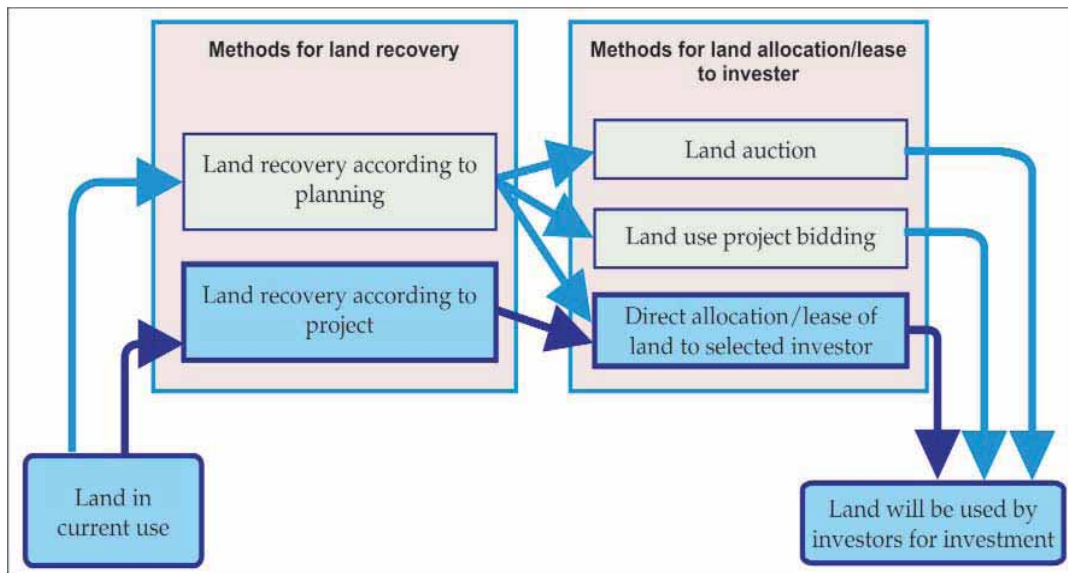 Methods for land recovery
Methods for land allocation/lease
to invester
Land recovery according to
planning
Land recovery according to
project
Land auction
Land use project bidding
Direct allocation/lease of
land to selected investor
Land in
current use
Land will be used by
investors for investment